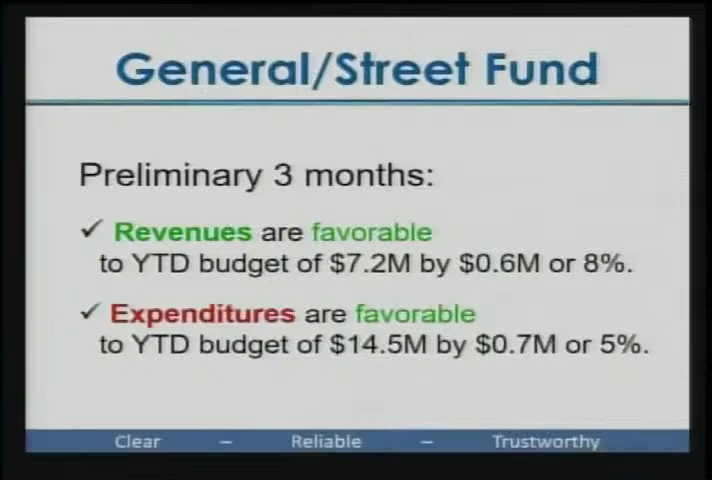 General/Street Fund
Preliminary 3 months:
✓ Revenues are favorable
to YTD budget of $7.2M by $0.6M or 8%.
✓ Expenditures are favorable
to YTD budget of $14.5M by $0.7M or 5%.
Clear – Reliable – Trustworthy